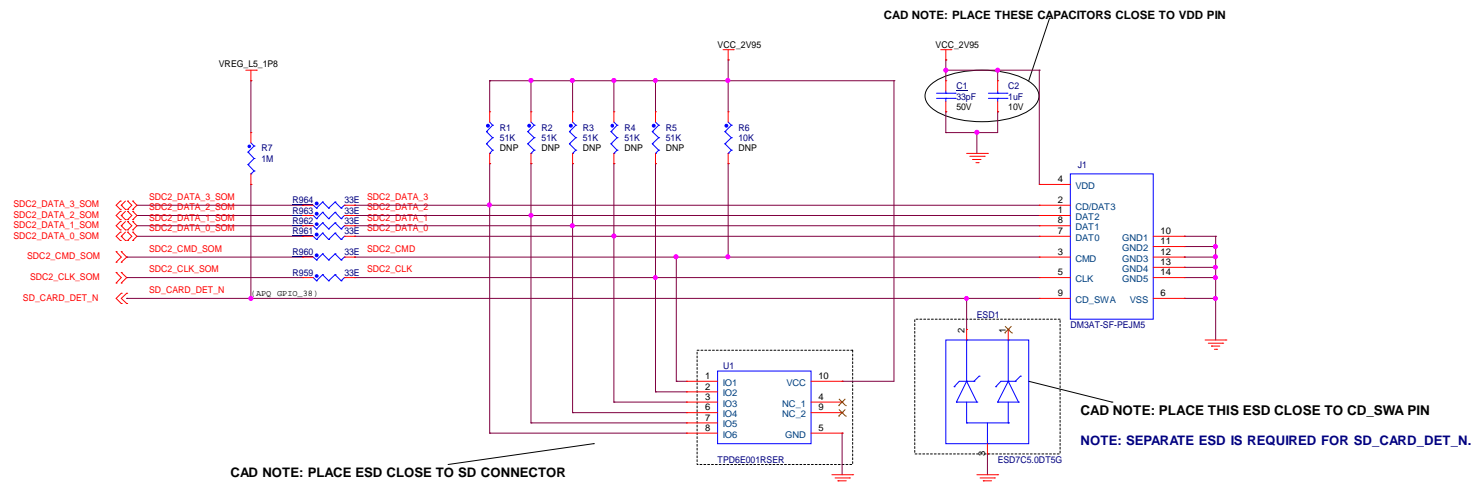 CAD NOTE: PLACE THESE CAPACITORS CLOSE TO VDD PIN
VCC_2V95
VCC_2V95
VREG_L5_1P8
C1
33pF
50V
C2
1uF
10V
R1
51K
DNP
R2
51K
DNP
R3
51K
DNP
R4
51K
DNP
R5
51K
DNP
R6
10K
DNP
R7
1M
J1
4
VDD
SDC2_DATA_3_SOM
SDC2_DATA_3_SOM
R964
33E
SDC2_DATA_3
2
CD/DAT3
SDC2_DATA_2_SOM
SDC2_DATA_2_SOM
R963
33E
SDC2_DATA_2
1
DAT2
SDC2_DATA_1_SOM
SDC2_DATA_1_SOM
R962
33E
SDC2_DATA_1
8
DAT1
SDC2_DATA_0_SOM
SDC2_DATA_0_SOM
R961
33E
SDC2_DATA_0
7
DAT0
GND1
10
GND2
11
GND3
12
GND4
13
GND5
14
SDC2_CMD_SOM
SDC2_CMD_SOM
R960
33E
SDC2_CMD
3
CMD
SDC2_CLK_SOM
SDC2_CLK_SOM
R959
33E
SDC2_CLK
5
CLK
SD_CARD_DET_N
SD_CARD_DET_N
(APQ GPIO_38)
9
CD_SWA
VSS
6
DM3AT-SF-PEJM5
ESD1
2
1
3
ESD7C5.0DT5G
U1
1
IO1
2
IO2
3
IO3
6
IO4
7
IO5
8
IO6
VCC
10
NC_1
4
NC_2
9
GND
5
TPD6E001RSER
CAD NOTE: PLACE THIS ESD CLOSE TO CD_SWA PIN
NOTE: SEPARATE ESD IS REQUIRED FOR SD_CARD_DET_N.
CAD NOTE: PLACE ESD CLOSE TO SD CONNECTOR